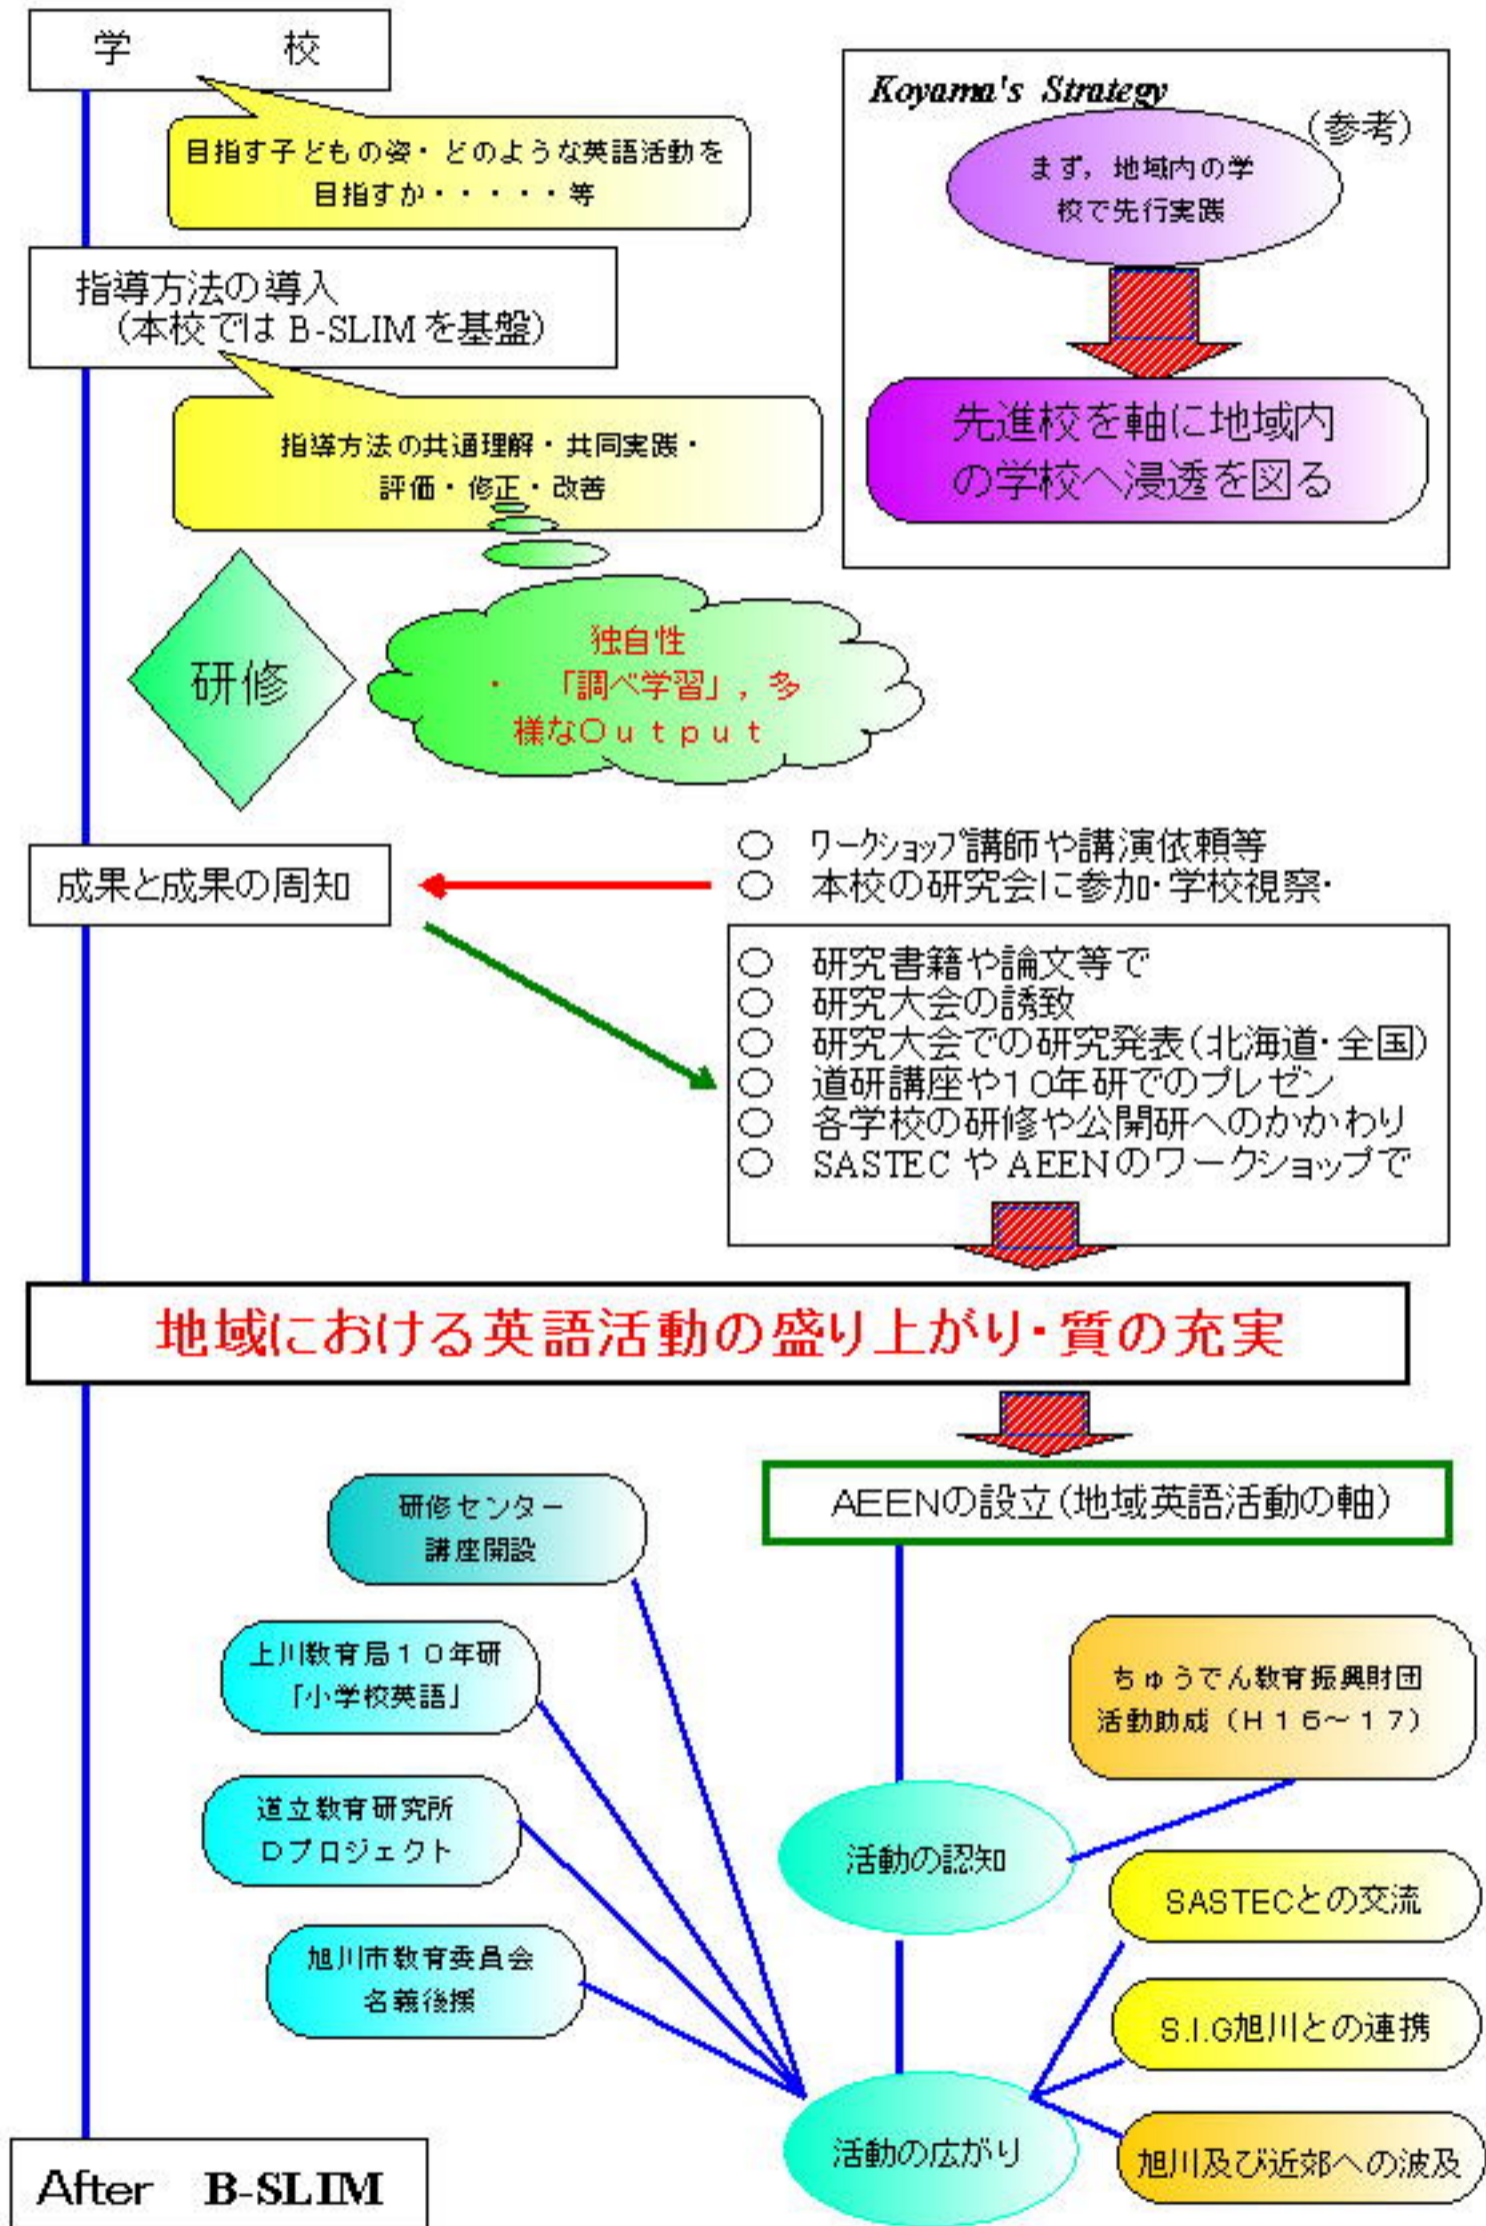 学　　　校
目指す子どもの姿・どのような英語活動を
目指すか・・・・・等
Koyama's Strategy
(参考)
まず，地域内の学
校で先行実践
先進校を軸に地域内
の学校へ浸透を図る
指導方法の導入
（本校ではB-SLIMを基盤）
指導方法の共通理解・共同実践・
評価・修正・改善
研修
独自性
・　「調べ学習」，多
様なＯｕｔｐｕｔ
成果と成果の周知
○　ワークショップ講師や講演依頼等
○　本校の研究会に参加・学校視察・
○　研究書籍や論文等で
○　研究大会の誘致
○　研究大会での研究発表(北海道・全国)
○　道研講座や10年研でのプレゼン
○　各学校の研修や公開研へのかかわり
○　SASTECやAEENのワークショップで
地域における英語活動の盛り上がり・質の充実
AEENの設立(地域英語活動の軸)
研修センター
講座開設
上川教育局１０年研
「小学校英語」
道立教育研究所
Ｄプロジェクト
旭川市教育委員会
名義後援
ちゅうでん教育振興財団
活動助成（Ｈ１６～１７）
活動の認知
SASTECとの交流
S.I.G旭川との連携
旭川及び近郊への波及
活動の広がり
After　B-SLIM